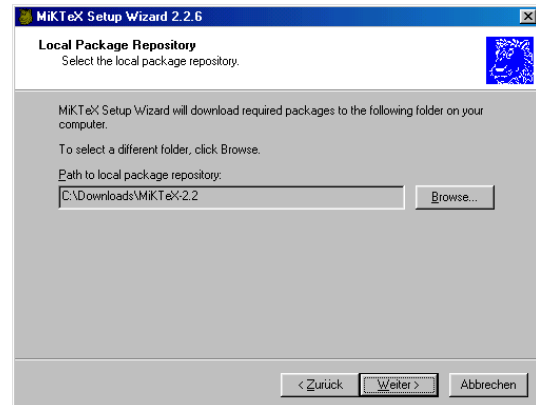 MiKTeX Setup Wizard 2.2.6
Local Package Repository
Select the local package repository.
MiKTeX Setup Wizard will download required packages to the following folder on your
computer.
To select a different folder, click Browse.
Path to local package repository:
C:\Downloads\MiKTeX-2.2
Browse...
< Zurück Weiter > Abbrechen